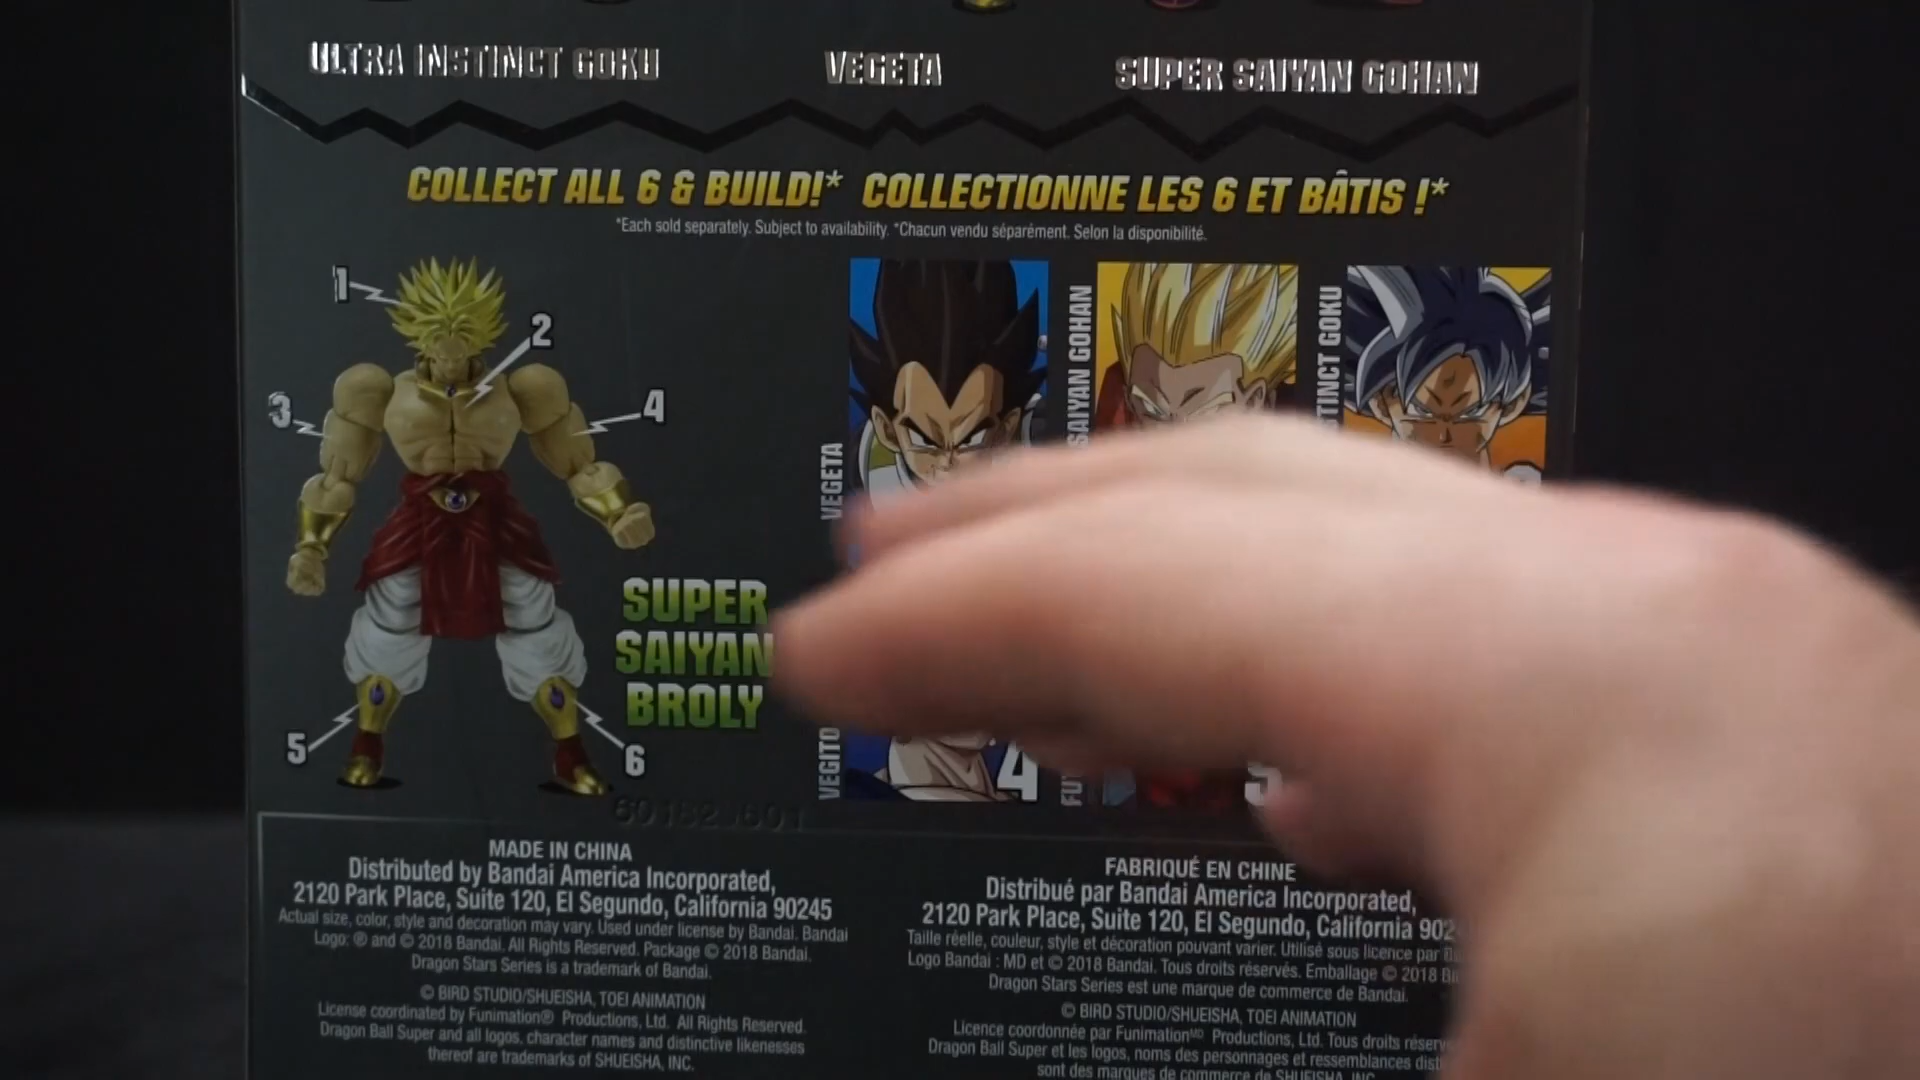 ULTRA INSTINCT GOKU
VEGETA
SUPER SAIYAN GOHAN
COLLECT ALL 6 & BUILD!* COLLECTIONNE LES 6 ET BÂTIS !*
*Each sold separately. Subject to availability. *Chacun vendu séparément. Selon la disponibilité.
1
2
3
4
5
6
SUPER
SAIYAN
BROLY
VEGETA
SAIYAN GOHAN
GOKU
VEGITO
4
5
MADE IN CHINA
Distributed by Bandai America Incorporated,
2120 Park Place, Suite 120, El Segundo, California 90245
Actual size, color, style and decoration may vary. Used under license by Bandai. Bandai
Logo: ® and © 2018 Bandai. All Rights Reserved. Package © 2018 Bandai.
Dragon Stars Series is a trademark of Bandai.
© BIRD STUDIO/SHUEISHA, TOEI ANIMATION
License coordinated by Funimation® Productions, Ltd. All Rights Reserved.
Dragon Ball Super and all logos, character names and distinctive likenesses
thereof are trademarks of SHUEISHA, INC.
FABRIQUÉ EN CHINE
Distribué par Bandai America Incorporated,
2120 Park Place, Suite 120, El Segundo, California
Taille réelle, couleur, style et décoration pouvant varier. Utilisé sous licence par
Logo Bandai : MD et © 2018 Bandai. Tous droits réservés. Emballage © 2018
Dragon Stars Series est une marque de commerce de Bandai.
© BIRD STUDIO/SHUEISHA, TOEI ANIMATION
Licence coordonnée par Funimation MD Productions, Ltd. Tous droits
Dragon Ball Super et les logos, noms des personnages et ressemblances
sont des marques de commerce de SHUEISHA, INC.